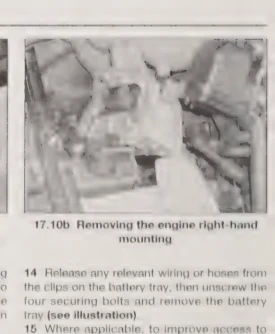 17.10b Removing the engine right-hand
mounting
g
o
e
n
14 Release any relevant wiring or hoses from
the clips on the battery tray, then unscrew the
four securing bolts and remove the battery
tray (see illustration)
15 Where applicable, to improve access to